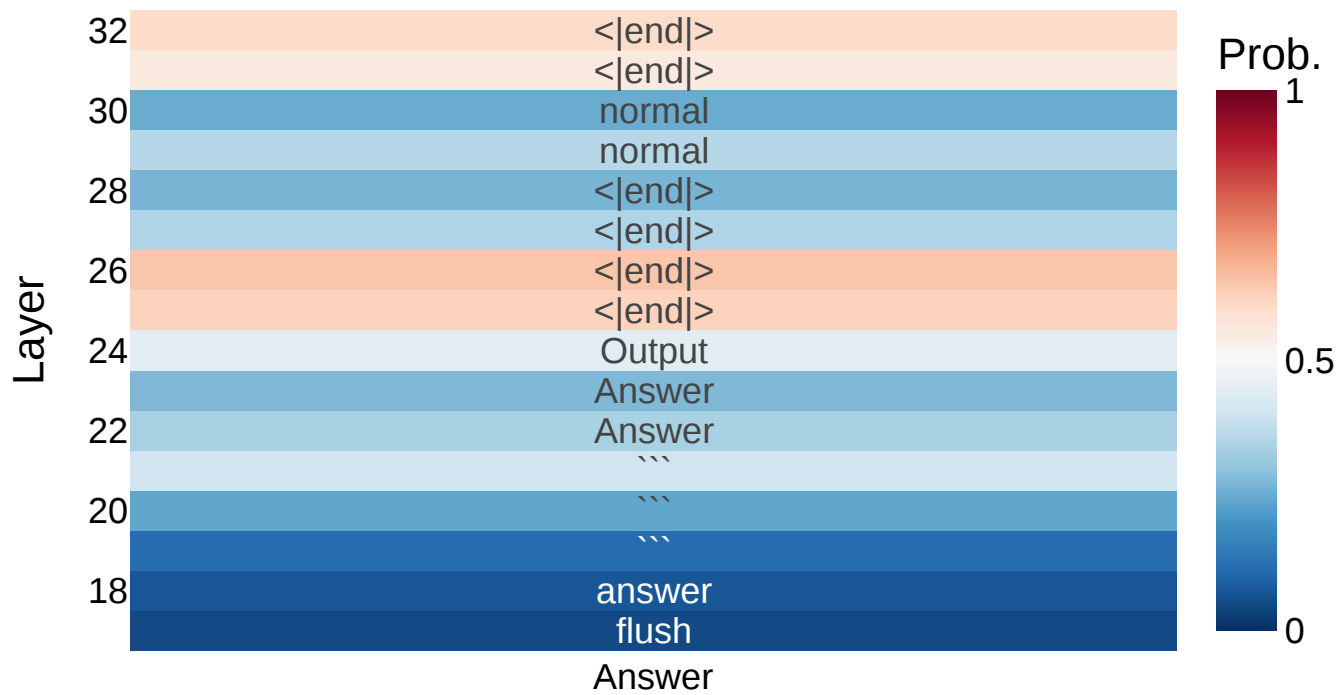 32 <|end|>
<|end|>
Prob.
1
30 normal
normal
28 <|end|>
<|end|>
26 <|end|>
<|end|>
Layer
24 Output
0.5
Answer
22 Answer
```
20 ```
```
18 answer
flush
0
Answer